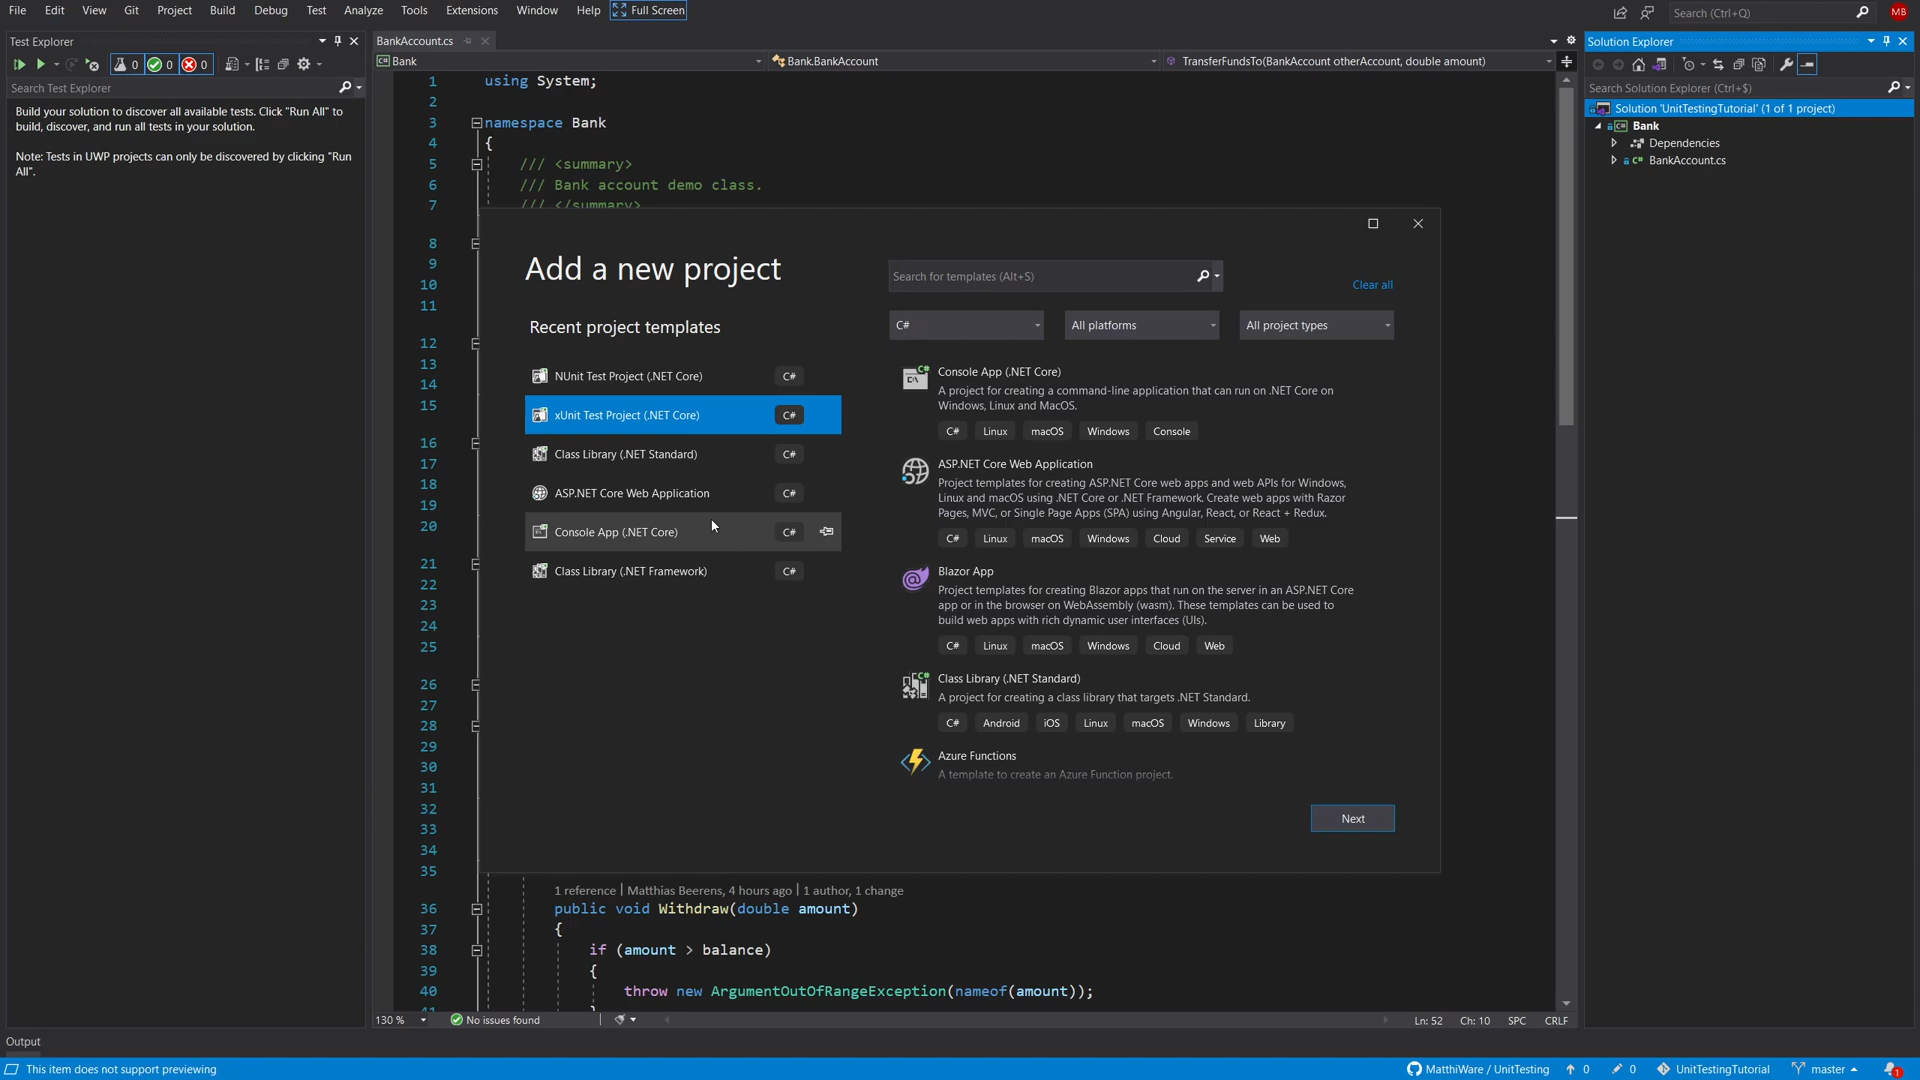 File Edit View Git Project Build Debug Test Analyze Tools Extensions Window Help Full Screen Search (Ctrl+Q) MB
Test Explorer
0 0 0
Search Test Explorer
Build your solution to discover all available tests. Click "Run All" to
build, discover, and run all tests in your solution.
Note: Tests in UWP projects can only be discovered by clicking "Run
All".
BankAccount.cs
Bank Bank.BankAccount TransferFundsTo(BankAccount otherAccount, double amount)
1 using System;
2
3 namespace Bank
4 {
5 /// <summary>
6 /// Bank account demo class.
7 /// </summary>
8
9
10
11
12
13
14
15
16
17
18
19
20
21
22
23
24
25
26
27
28
29
30
31
32
33
34
35
Add a new project
Recent project templates
NUnit Test Project (.NET Core) C#
xUnit Test Project (.NET Core) C#
Class Library (.NET Standard) C#
ASP.NET Core Web Application C#
Console App (.NET Core) C#
Class Library (.NET Framework) C#
Search for templates (Alt+S)
Clear all
C# All platforms All project types
Console App (.NET Core)
A project for creating a command-line application that can run on .NET Core on
Windows, Linux and MacOS.
C# Linux macOS Windows Console
ASP.NET Core Web Application
Project templates for creating ASP.NET Core web apps and web APIs for Windows,
Linux and macOS using .NET Core or .NET Framework. Create web apps with Razor
Pages, MVC, or Single Page Apps (SPA) using Angular, React, or React + Redux.
C# Linux macOS Windows Cloud Service Web
Blazor App
Project templates for creating Blazor apps that run on the server in an ASP.NET Core
app or in the browser on WebAssembly (wasm). These templates can be used to
build web apps with rich dynamic user interfaces (UIs).
C# Linux macOS Windows Cloud Web
Class Library (.NET Standard)
A project for creating a class library that targets .NET Standard.
C# Android iOS Linux macOS Windows Library
Azure Functions
A template to create an Azure Function project.
Next
1 reference | Matthias Beerens, 4 hours ago | 1 author, 1 change
36 public void Withdraw(double amount)
37 {
38 if (amount > balance)
39 {
40 throw new ArgumentOutOfRangeException(nameof(amount));
41 }
130 % No issues found Ln: 52 Ch: 10 SPC CRLF
Solution Explorer
Search Solution Explorer (Ctrl+$)
Solution 'UnitTestingTutorial' (1 of 1 project)
Bank
Dependencies
C# BankAccount.cs
Output
This item does not support previewing MatthiWare / UnitTesting 0 0 UnitTestingTutorial master 1